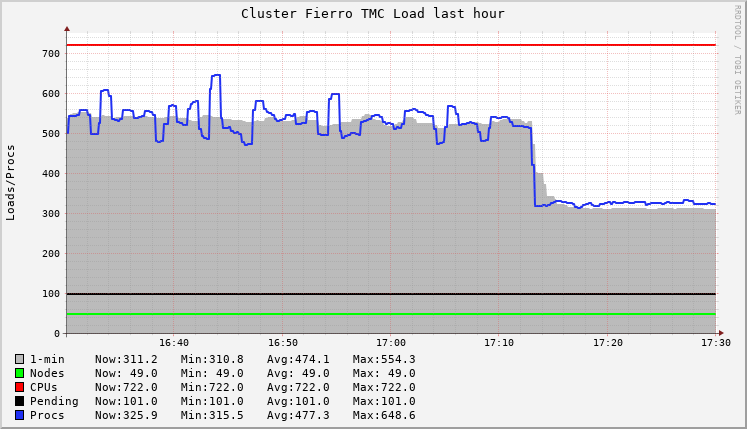 Cluster Fierro TMC Load last hour
RRDTOOL / TOBI OETIKER
Loads/Procs
700
600
500
400
300
200
100
0
16:40 16:50 17:00 17:10 17:20 17:30
1-min Now:311.2 Min:310.8 Avg:474.1 Max:554.3
Nodes Now: 49.0 Min: 49.0 Avg: 49.0 Max: 49.0
CPUs Now:722.0 Min:722.0 Avg:722.0 Max:722.0
Pending Now:101.0 Min:101.0 Avg:101.0 Max:101.0
Procs Now:325.9 Min:315.5 Avg:477.3 Max:648.6